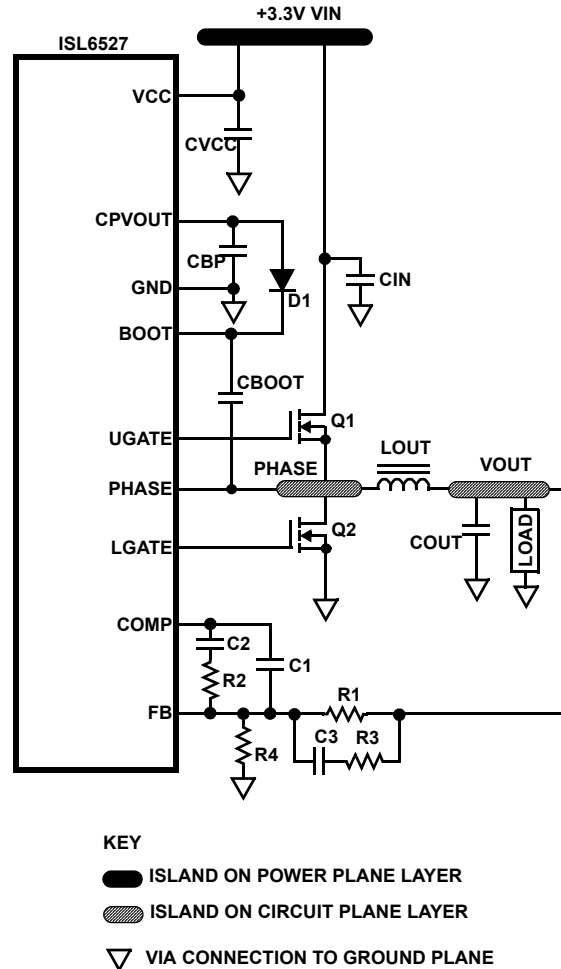 +3.3V VIN
ISL6527
VCC
CVCC
CPVOUT
CBP
GND
D1
CIN
BOOT
CBOOT
Q1
UGATE
LOUT
PHASE
VOUT
PHASE
Q2
COUT
LOAD
LGATE
COMP
C2
C1
R2
R1
FB
C3
R3
R4
KEY
ISLAND ON POWER PLANE LAYER
ISLAND ON CIRCUIT PLANE LAYER
VIA CONNECTION TO GROUND PLANE